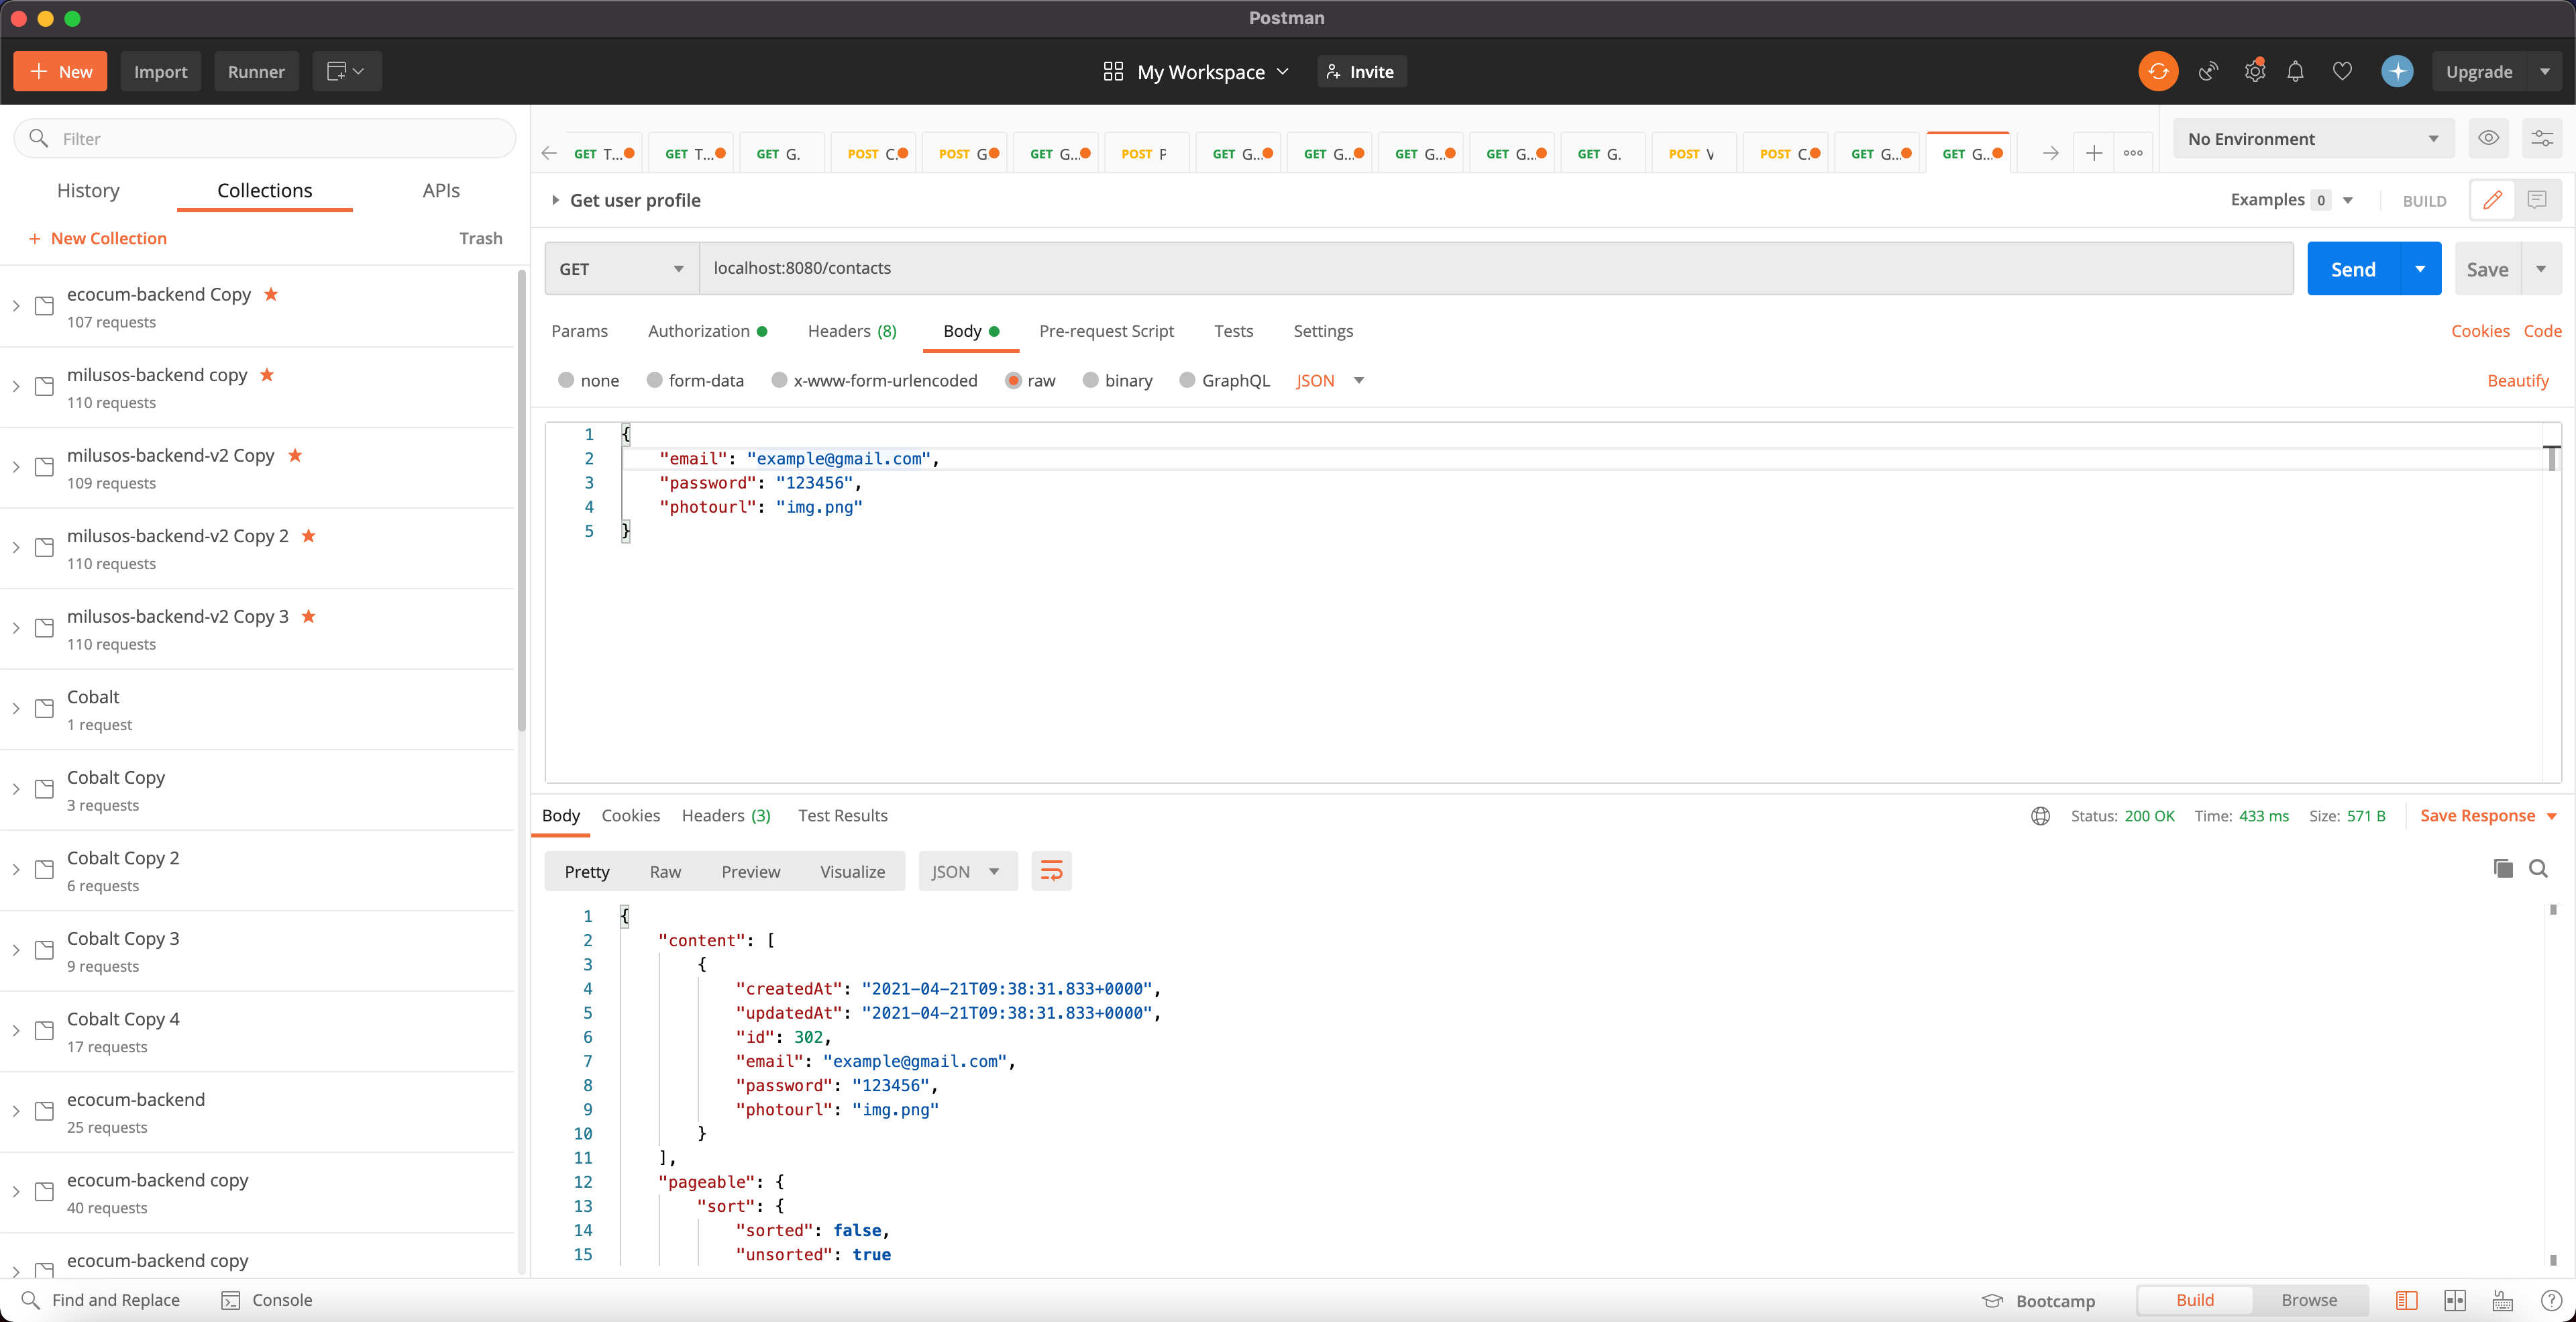 Postman
New
Import
Runner
My Workspace
Invite
Upgrade
Filter
History
Collections
APIs
+ New Collection
Trash
ecocum-backend Copy
107 requests
milusos-backend copy
110 requests
milusos-backend-v2 Copy
109 requests
milusos-backend-v2 Copy 2
110 requests
milusos-backend-v2 Copy 3
110 requests
Cobalt
1 request
Cobalt Copy
3 requests
Cobalt Copy 2
6 requests
Cobalt Copy 3
9 requests
Cobalt Copy 4
17 requests
ecocum-backend
25 requests
ecocum-backend copy
40 requests
ecocum-backend copy
GET T...
GET T...
GET G.
POST C.
POST G
GET G...
POST P
GET G...
GET G...
GET G...
GET G...
GET G.
POST V
POST C.
GET G...
GET G...
No Environment
Get user profile
Examples 0
BUILD
GET
localhost:8080/contacts
Send
Save
Params
Authorization
Headers (8)
Body
Pre-request Script
Tests
Settings
Cookies
Code
none
form-data
x-www-form-urlencoded
raw
binary
GraphQL
JSON
Beautify
1 {
2 "email": "example@gmail.com",
3 "password": "123456",
4 "photourl": "img.png"
5 }
Body
Cookies
Headers (3)
Test Results
Status: 200 OK
Time: 433 ms
Size: 571 B
Save Response
Pretty
Raw
Preview
Visualize
JSON
1 {
2 "content": [
3 {
4 "createdAt": "2021-04-21T09:38:31.833+0000",
5 "updatedAt": "2021-04-21T09:38:31.833+0000",
6 "id": 302,
7 "email": "example@gmail.com",
8 "password": "123456",
9 "photourl": "img.png"
10 }
11 ],
12 "pageable": {
13 "sort": {
14 "sorted": false,
15 "unsorted": true
Find and Replace
Console
Bootcamp
Build
Browse